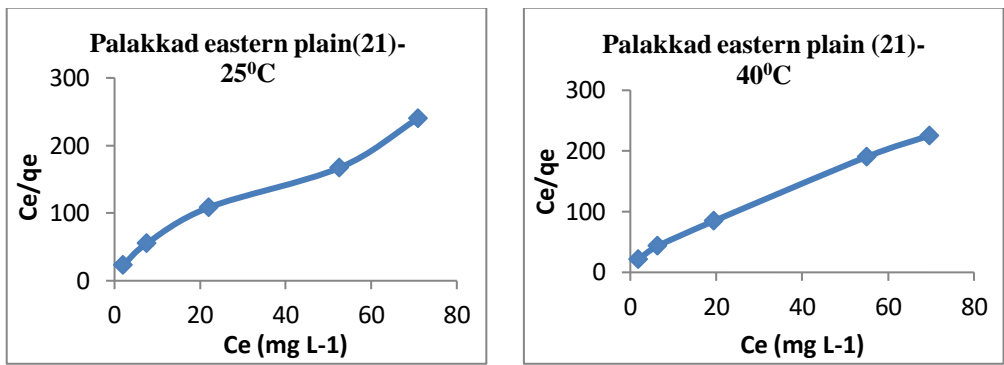 Palakkad eastern plain(21)-
25⁰C
300
200
100
0
Ce/qe
0 20 40 60 80
Ce (mg L-1)
Palakkad eastern plain (21)-
40⁰C
300
200
100
0
Ce/qe
0 20 40 60 80
Ce (mg L-1)